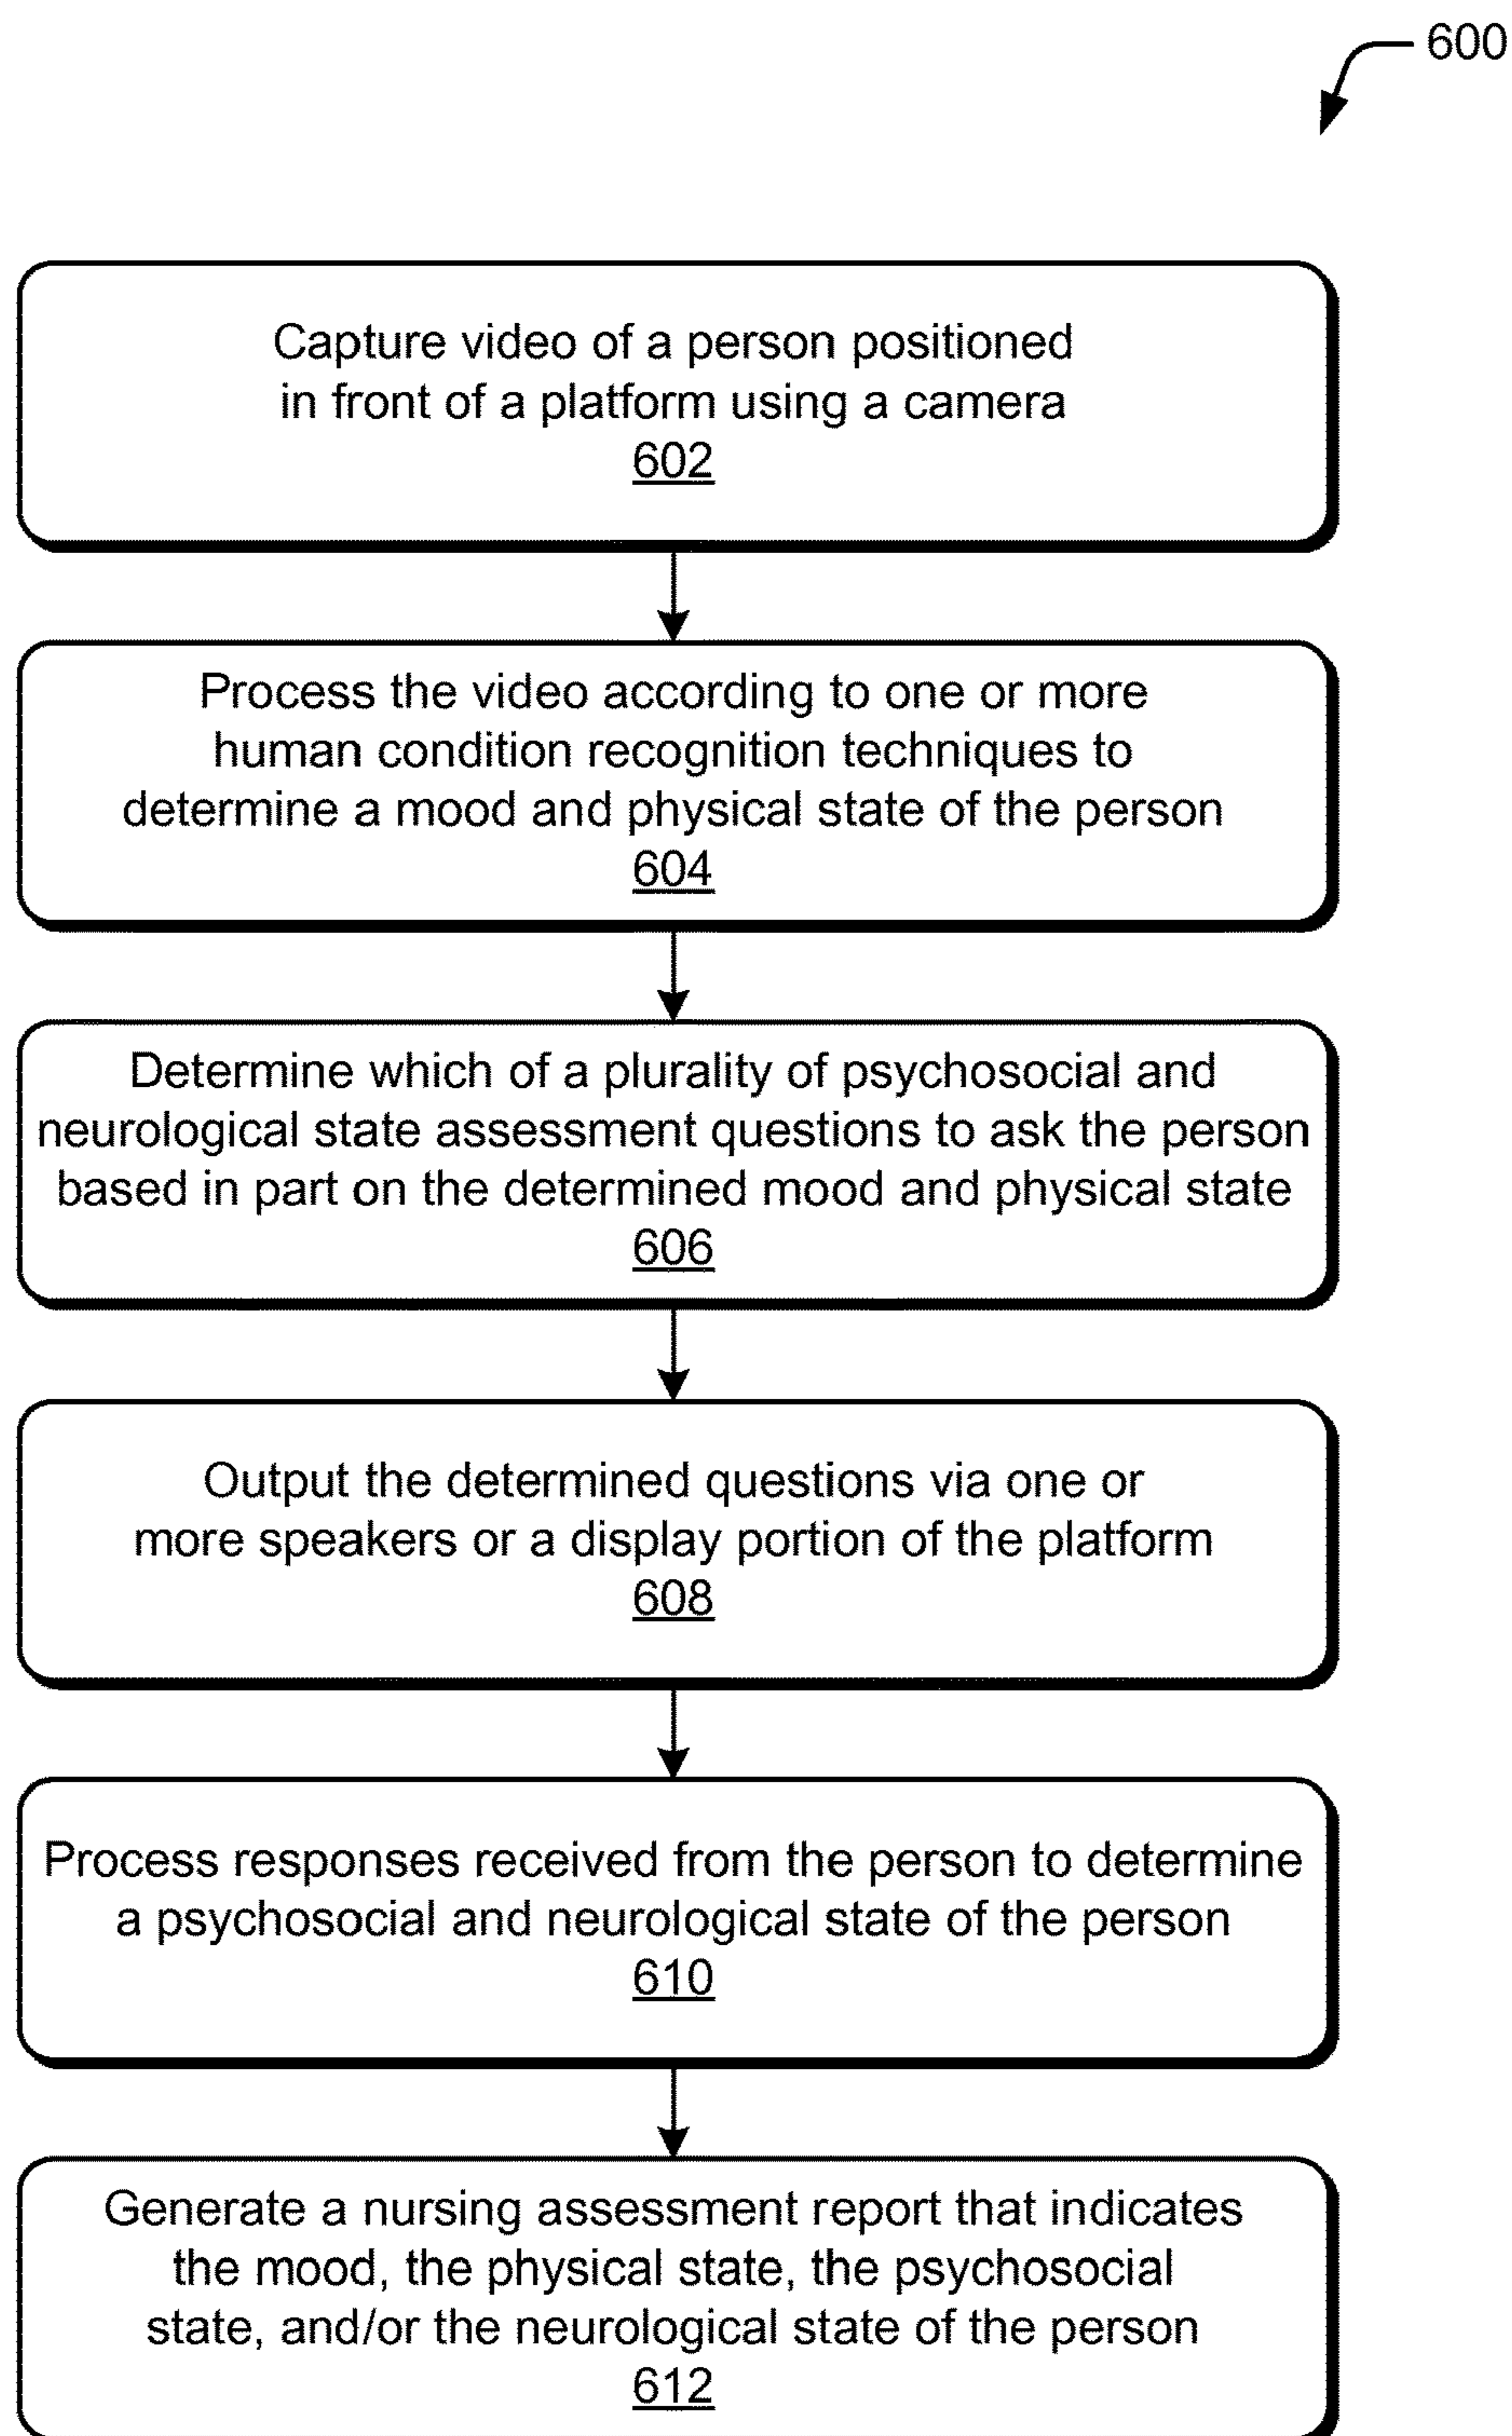 600
Capture video of a person positioned
in front of a platform using a camera
602
Process the video according to one or more
human condition recognition techniques to
determine a mood and physical state of the person
604
Determine which of a plurality of psychosocial and
neurological state assessment questions to ask the person
based in part on the determined mood and physical state
606
Output the determined questions via one or
more speakers or a display portion of the platform
608
Process responses received from the person to determine
a psychosocial and neurological state of the person
610
Generate a nursing assessment report that indicates
the mood, the physical state, the psychosocial
state, and/or the neurological state of the person
612